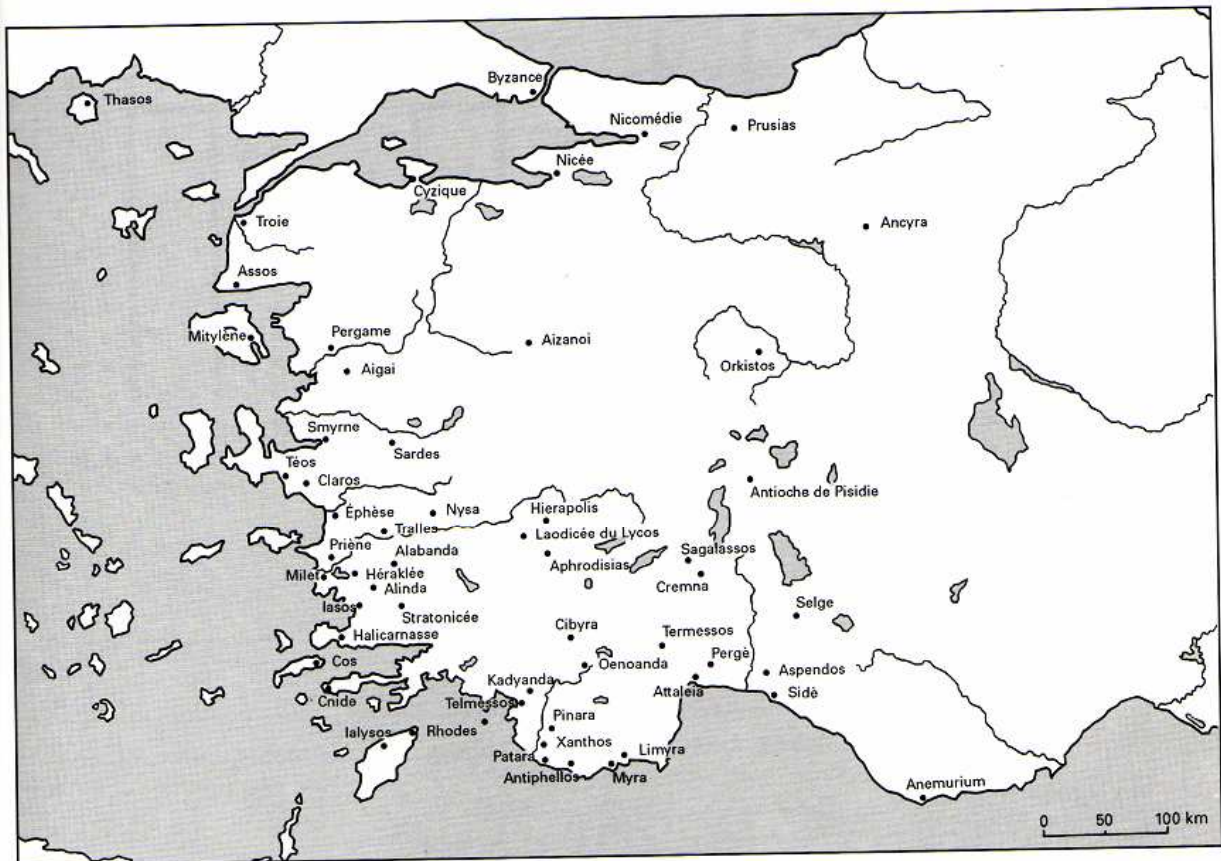 Byzance
Thasos
Nicomédie
Prusias
Nicée
Cyzique
Troie
Ancyra
Assos
Mitylène
Pergame
Aizanoi
Aigai
Orkistos
Smyrne
Sardes
Téos
Claros
Antioche de Pisidie
Éphèse
Nysa
Hierapolis
Tralles
Laodicée du Lycos
Priène
Alabanda
Aphrodisias
Sagalassos
Milet
Héraklée
Cremna
Alinda
Iasos
Stratonicée
Selge
Halicarnasse
Cibyra
Termessos
Cos
Oenoanda
Pergè
Aspendos
Kadyanda
Attaleia
Sidè
Cnide
Telmessos
Pinara
Ialysos
Rhodes
Xanthos
Limyra
Patara
Antiphellos
Myra
Anemurium
0 50 100 km